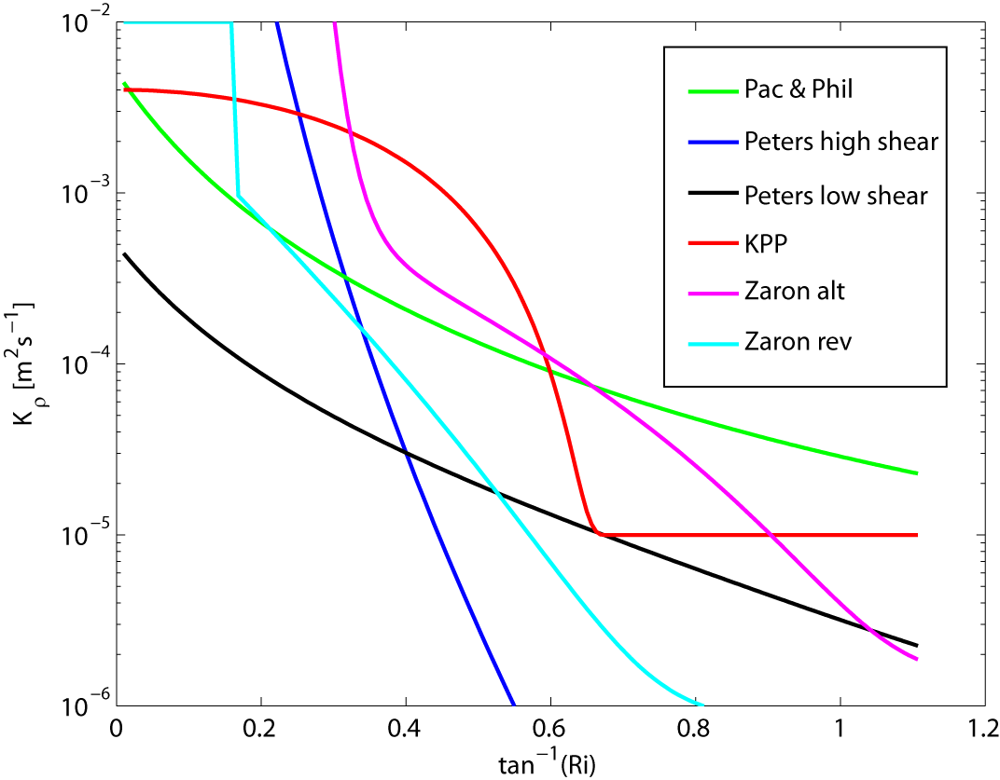 10⁻²
10⁻³
10⁻⁴
10⁻⁵
10⁻⁶
K ρ [m² s⁻¹]
Pac & Phil
Peters high shear
Peters low shear
KPP
Zaron alt
Zaron rev
0 0.2 0.4 0.6 0.8 1 1.2
tan⁻¹(Ri)